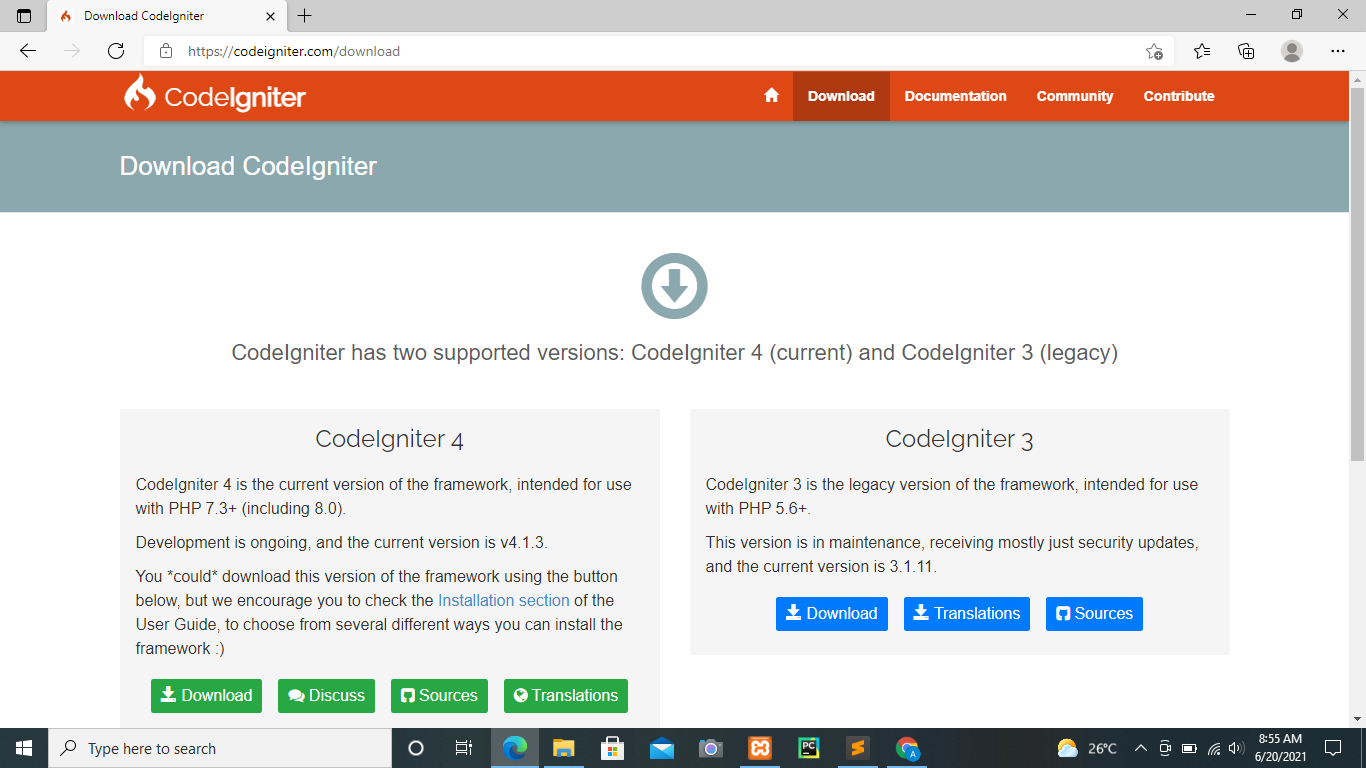 Download CodeIgniter
https://codeigniter.com/download
CodeIgniter
Download
Documentation
Community
Contribute
Download CodeIgniter
CodeIgniter has two supported versions: CodeIgniter 4 (current) and CodeIgniter 3 (legacy)
CodeIgniter 4
CodeIgniter 4 is the current version of the framework, intended for use
with PHP 7.3+ (including 8.0).
Development is ongoing, and the current version is v4.1.3.
You *could* download this version of the framework using the button
below, but we encourage you to check the Installation section of the
User Guide, to choose from several different ways you can install the
framework :)
Download
Discuss
Sources
Translations
CodeIgniter 3
CodeIgniter 3 is the legacy version of the framework, intended for use
with PHP 5.6+.
This version is in maintenance, receiving mostly just security updates,
and the current version is 3.1.11.
Download
Translations
Sources
Type here to search
PC
A
26°C
8:55 AM
6/20/2021